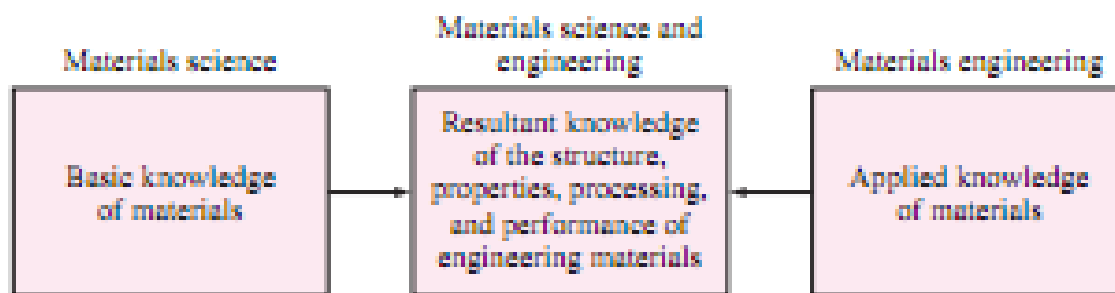 Materials science
Basic knowledge
of materials
Materials science and
engineering
Resultant knowledge
of the structure,
properties, processing,
and performance of
engineering materials
Materials engineering
Applied knowledge
of materials